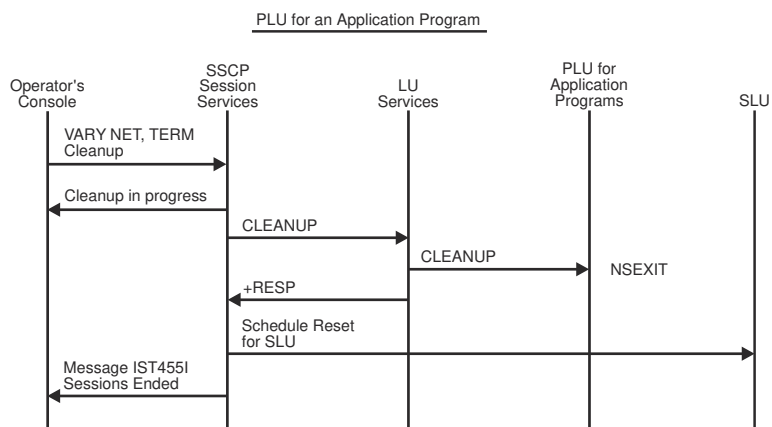 PLU for an Application Program
Operator's
Console
SSCP
Session
Services
LU
Services
PLU for
Application
Programs
SLU
VARY NET, TERM
Cleanup
Cleanup in progress
CLEANUP
CLEANUP
NSEXIT
+RESP
Schedule Reset
for SLU
Message IST455I
Sessions Ended